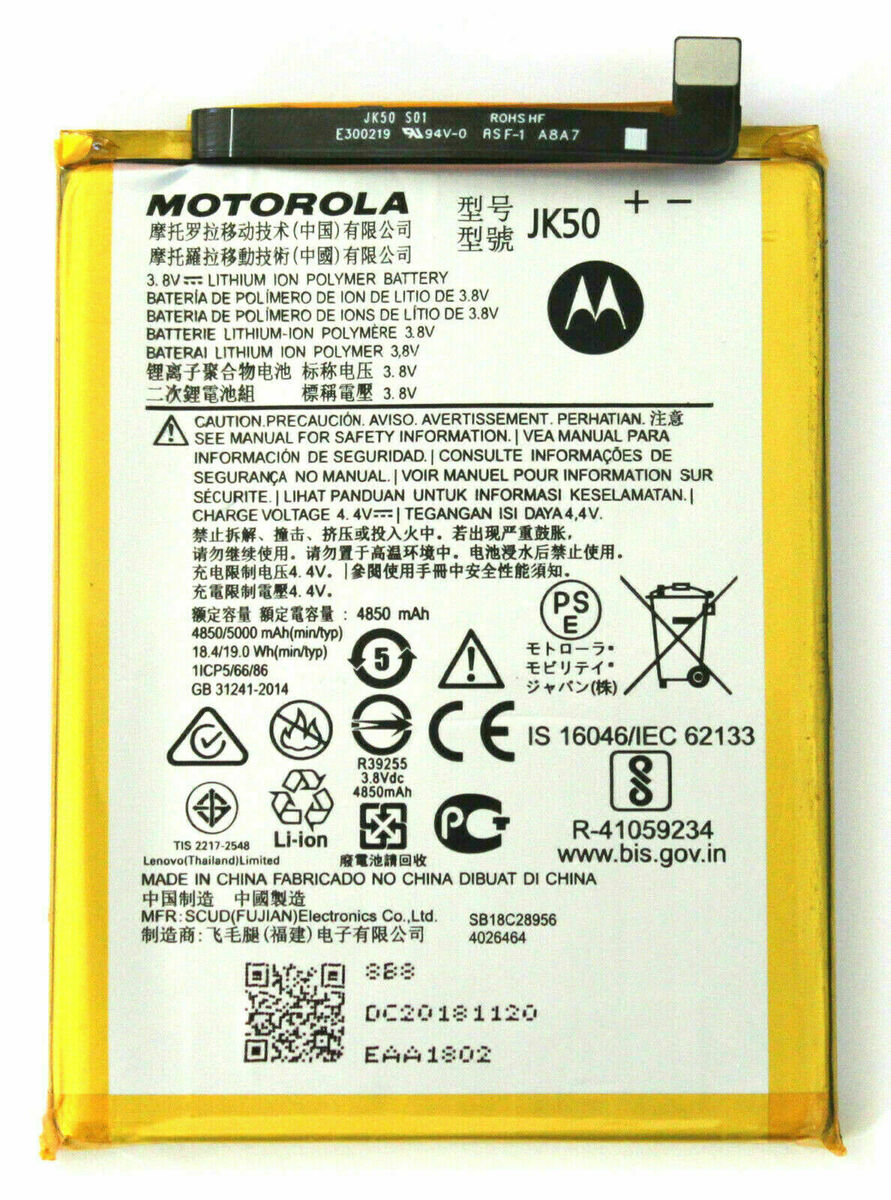 JK50 S01 ROHS HF
E300219 94V-0 RSF-1 A8A7
MOTOROLA
型号
型號 JK50 + −
摩托罗拉移动技术(中国)有限公司
摩托羅拉移動技術(中國)有限公司
3.8V⎓ LITHIUM ION POLYMER BATTERY
BATERÍA DE POLÍMERO DE ION DE LITIO DE 3.8V
BATERIA DE POLÍMERO DE IONS DE LÍTIO DE 3.8V
BATTERIE LITHIUM-ION POLYMÈRE 3.8V
BATERAI LITHIUM ION POLYMER 3,8V
锂离子聚合物电池 标称电压 3.8V
二次鋰電池組 標稱電壓 3.8V
CAUTION.PRECAUCIÓN. AVISO. AVERTISSEMENT. PERHATIAN. 注意
SEE MANUAL FOR SAFETY INFORMATION. | VEA MANUAL PARA
INFORMACIÓN DE SEGURIDAD. | CONSULTE INFORMAÇÕES DE
SEGURANÇA NO MANUAL. | VOIR MANUEL POUR INFORMATION SUR
SÉCURITE. | LIHAT PANDUAN UNTUK INFORMASI KESELAMATAN. |
CHARGE VOLTAGE 4.4V⎓ | TEGANGAN ISI DAYA 4,4V.
禁止拆解、撞击、挤压或投入火中。若出现严重鼓胀,
请勿继续使用。请勿置于高温环境中。电池浸水后禁止使用。
充电限制电压4.4V。 | 參閱使用手冊中安全性能須知。
充電限制電壓4.4V。
额定容量 額定電容量 : 4850 mAh
4850/5000 mAh(min/typ)
18.4/19.0 Wh(min/typ)
1ICP5/66/86
GB 31241-2014
5
PS
E
モトローラ・
モビリティ・
ジャパン(株)
R39255
3.8Vdc
4850mAh
CE
IS 16046/IEC 62133
R-41059234
www.bis.gov.in
TIS 2217-2548
Lenovo(Thailand)Limited
Li-ion
廢電池請回收
MADE IN CHINA FABRICADO NO CHINA DIBUAT DI CHINA
中国制造 中國製造
MFR: SCUD(FUJIAN)Electronics Co.,Ltd.
制造商: 飞毛腿(福建)电子有限公司
SB18C28956
4026464
8B8
DC20181120
EAA1802